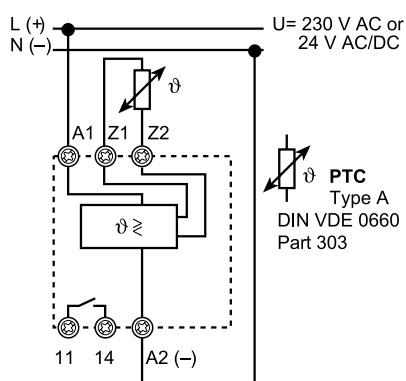 L (+)
U= 230 V AC or
N (–)
24 V AC/DC
ϑ
A1 Z1 Z2
ϑ PTC
Type A
DIN VDE 0660
Part 303
ϑ ≷
11 14 A2 (–)